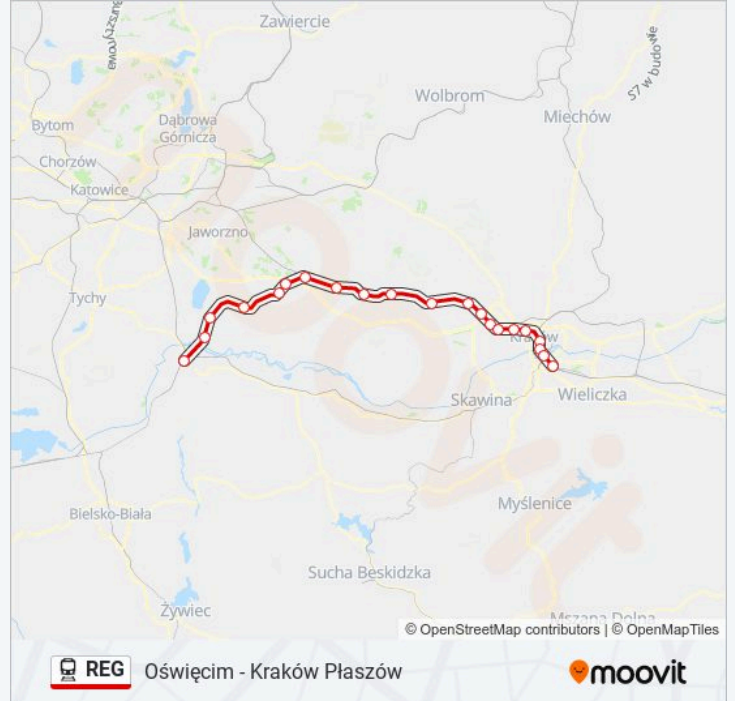 Zawiercie
S7 w budowie
Wolbrom
Miechów
Bytom
Dąbrowa
Górnicza
Chorzów
Katowice
Jaworzno
Tychy
Kraków
Skawina
Wieliczka
Myślenice
Bielsko-Biała
Sucha Beskidzka
Żywiec
Mszana Dolna
© OpenStreetMap contributors | © OpenMapTiles
REG
Oświęcim - Kraków Płaszów
moovit